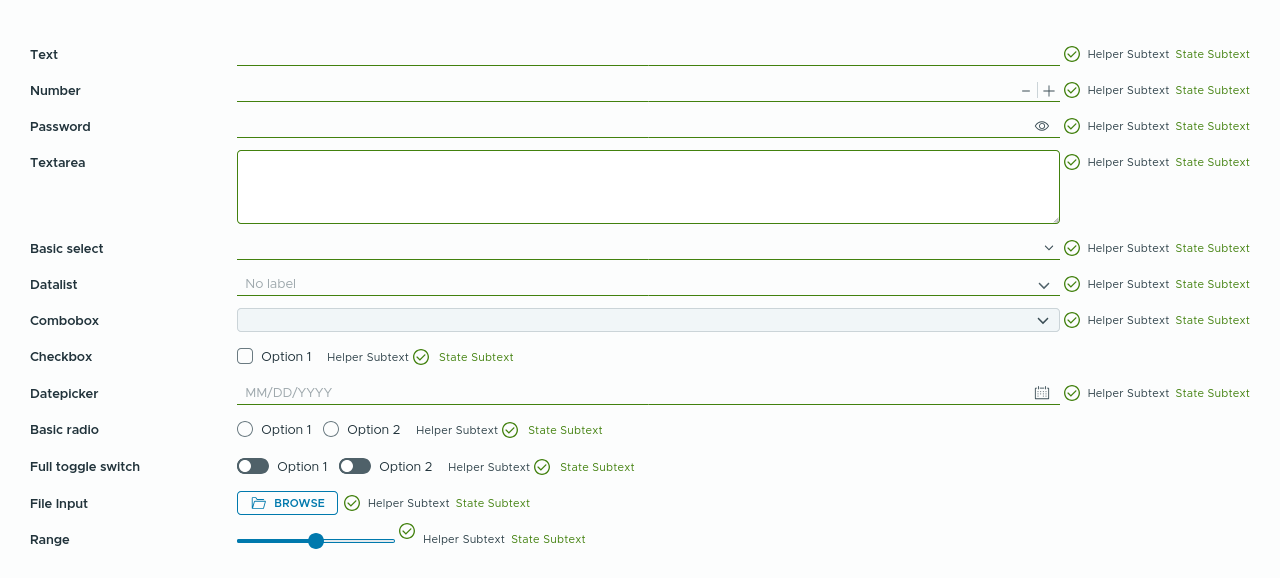 Text Helper Subtext State Subtext
Number Helper Subtext State Subtext
Password Helper Subtext State Subtext
Textarea Helper Subtext State Subtext
Basic select Helper Subtext State Subtext
Datalist No label Helper Subtext State Subtext
Combobox Helper Subtext State Subtext
Checkbox Option 1 Helper Subtext State Subtext
Datepicker MM/DD/YYYY Helper Subtext State Subtext
Basic radio Option 1 Option 2 Helper Subtext State Subtext
Full toggle switch Option 1 Option 2 Helper Subtext State Subtext
File Input BROWSE Helper Subtext State Subtext
Range Helper Subtext State Subtext